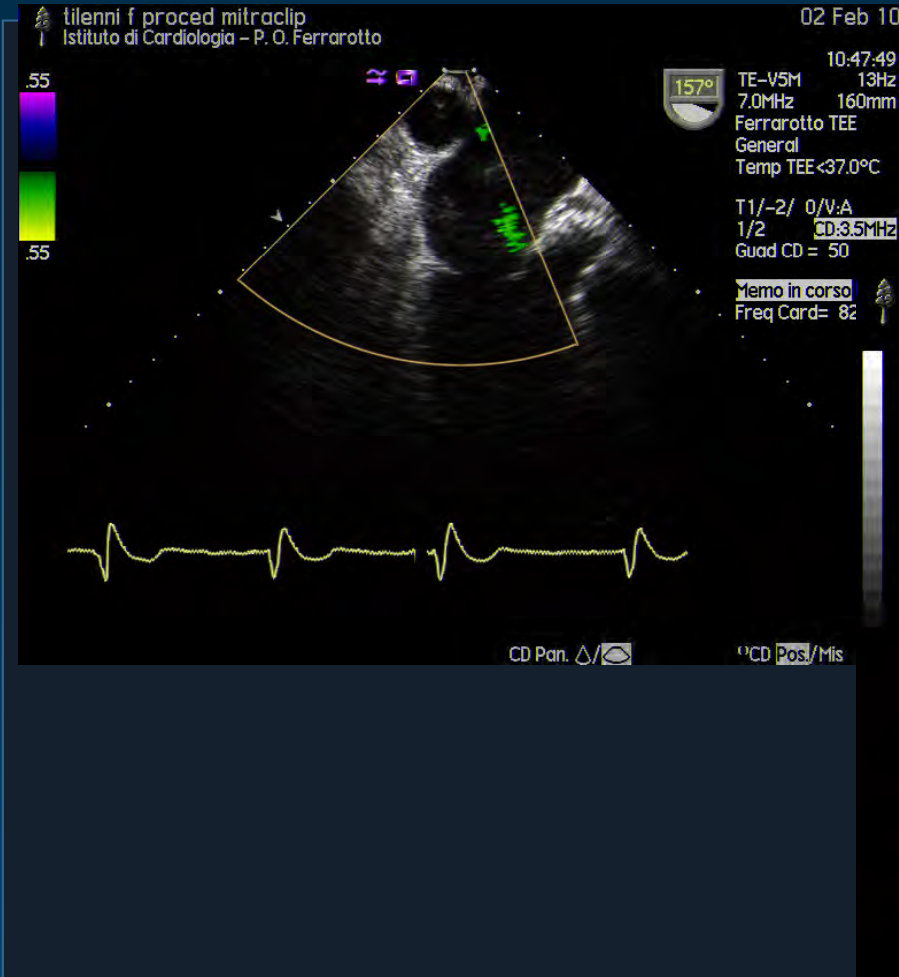 tilenni f proced mitraclip
Istituto di Cardiologia – P. O. Ferrarotto
02 Feb 10
10:47:49
.55
.55
157°
TE-V5M 13Hz
7.0MHz 160mm
Ferrarotto TEE
General
Temp TEE<37.0°C
T1/-2/ 0/V:A
1/2 CD:3.5MHz
Guad CD = 50
Memo in corso
Freq Card= 82
CD Pan. /
CD Pos./Mis